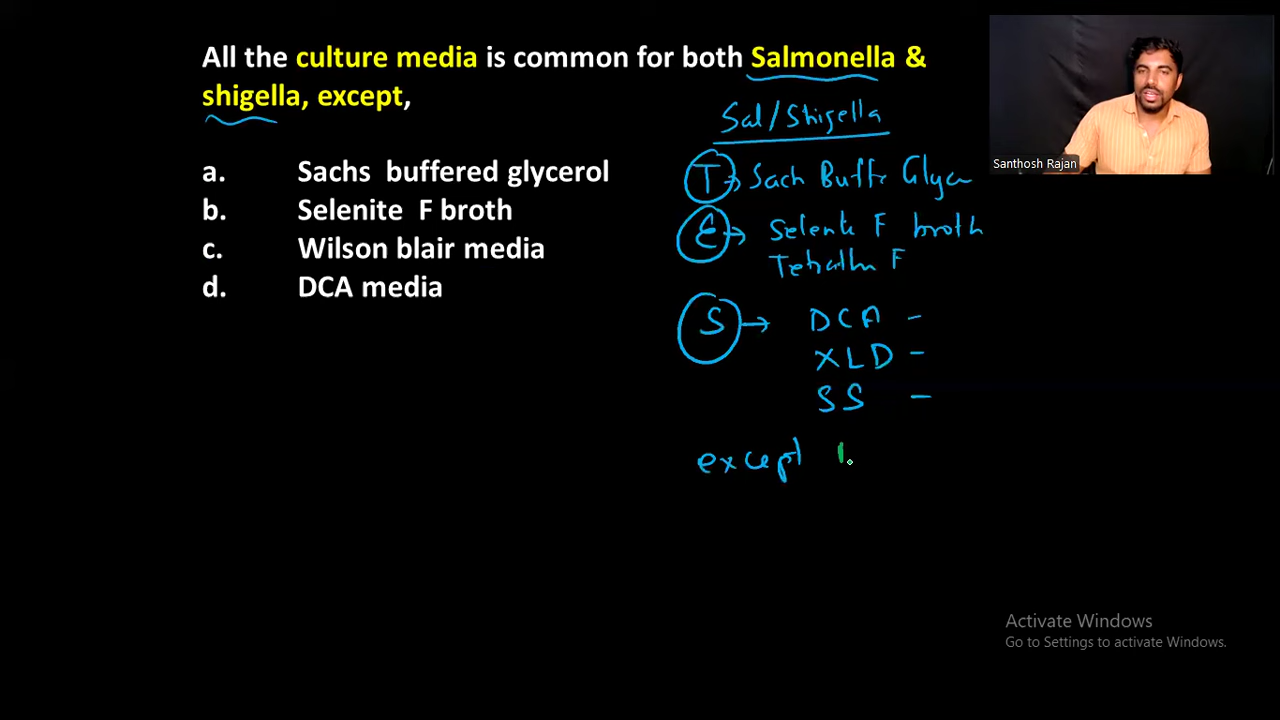 All the culture media is common for both Salmonella &
shigella, except,
a. Sachs buffered glycerol
b. Selenite F broth
c. Wilson blair media
d. DCA media
Sal/Shigella
T → Sach Buffe Glyce
E → Selenite F broth
Tetrathn F
S → DCA -
XLD -
SS -
except
Santhosh Rajan
Activate Windows
Go to Settings to activate Windows.